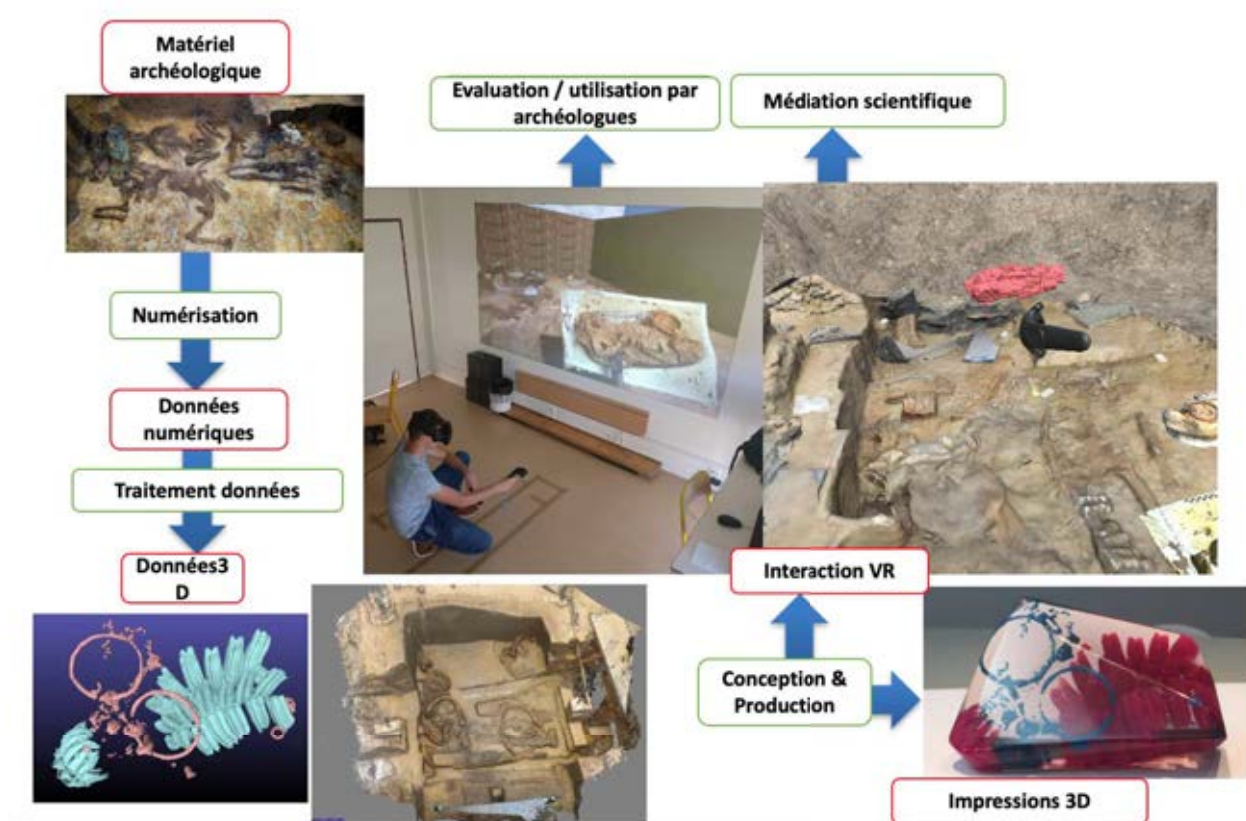 Matériel
archéologique
Numérisation
Données
numériques
Traitement données
Données3
D
Evaluation / utilisation par
archéologues
Médiation scientifique
Interaction VR
Conception &
Production
Impressions 3D